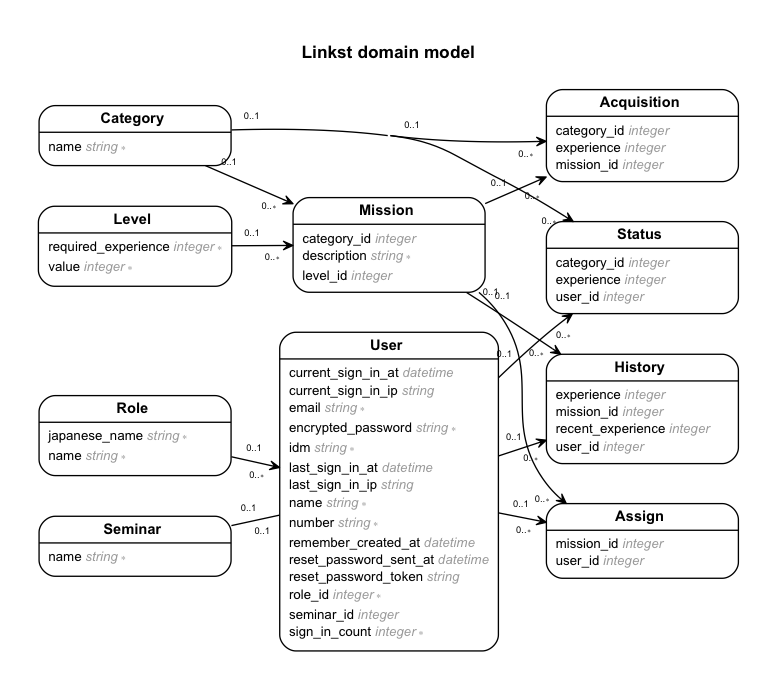 Linkst domain model
Category
name string *
Level
required_experience integer *
value integer *
Role
japanese_name string *
name string *
Seminar
name string *
Mission
category_id integer
description string *
level_id integer
User
current_sign_in_at datetime
current_sign_in_ip string
email string *
encrypted_password string *
idm string *
last_sign_in_at datetime
last_sign_in_ip string
name string *
number string *
remember_created_at datetime
reset_password_sent_at datetime
reset_password_token string
role_id integer *
seminar_id integer
sign_in_count integer *
Acquisition
category_id integer
experience integer
mission_id integer
Status
category_id integer
experience integer
user_id integer
History
experience integer
mission_id integer
recent_experience integer
user_id integer
Assign
mission_id integer
user_id integer
0..1
0..1
0..*
0..1
0..*
0..1
0..*
0..1
0..*
0..*
0..1
0..*
0..1
0..1
0..*
0..1
0..*
0..1
0..*
0..*
0..1
0..*
0..1
0..1